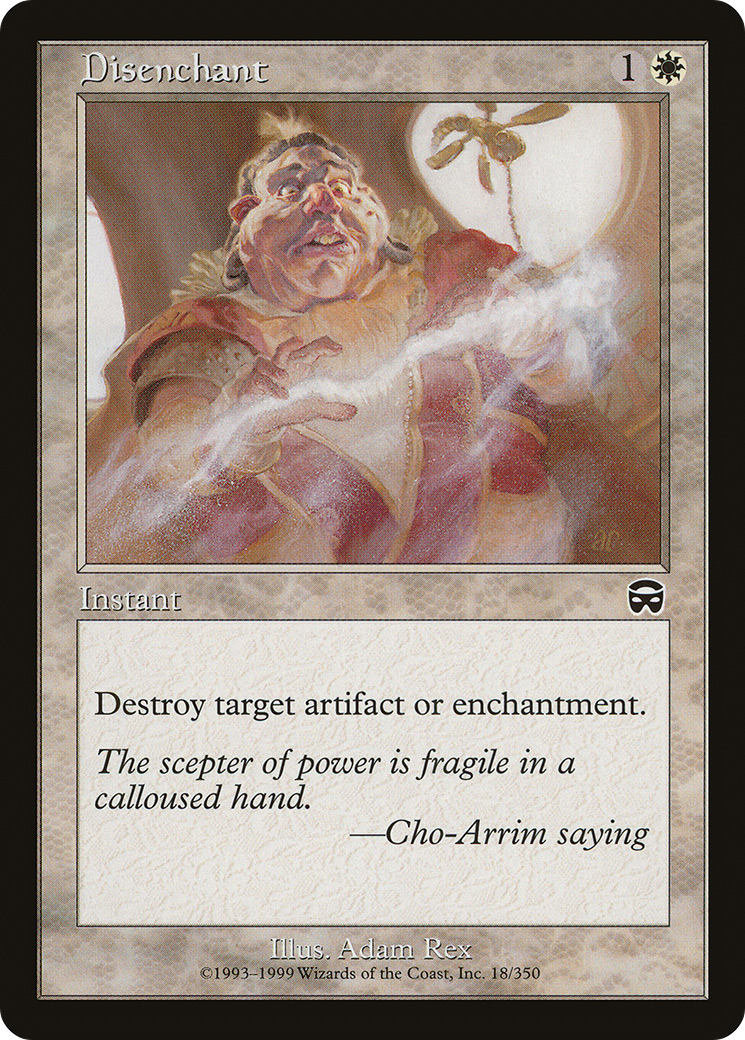 Disenchant 1
Instant
Destroy target artifact or enchantment.
The scepter of power is fragile in a
calloused hand.
—Cho-Arrim saying
Illus. Adam Rex
©1993–1999 Wizards of the Coast, Inc. 18/350